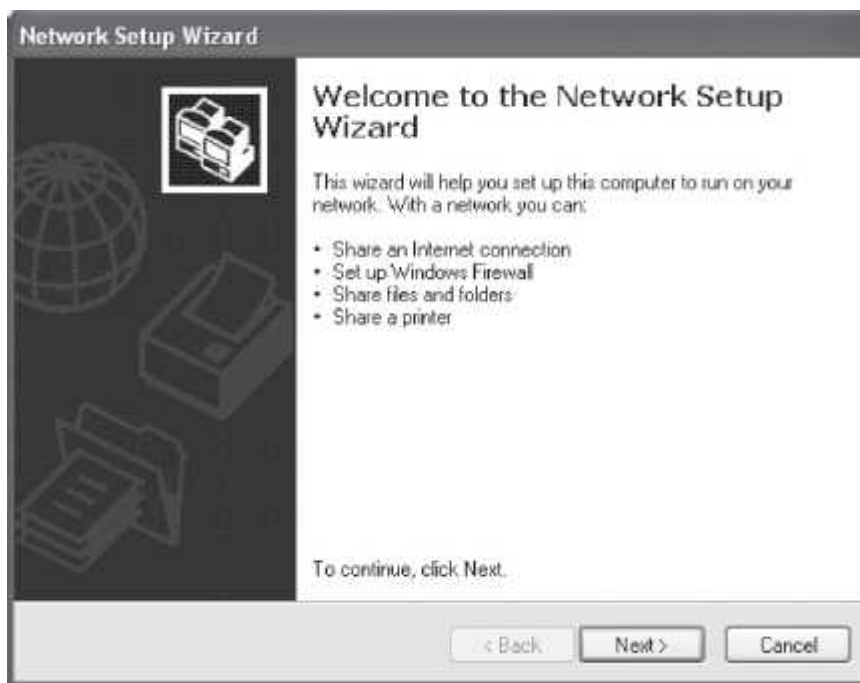 Network Setup Wizard
Welcome to the Network Setup
Wizard
This wizard will help you set up this computer to run on your
network. With a network you can:
• Share an Internet connection
• Set up Windows Firewall
• Share files and folders
• Share a printer
To continue, click Next.
< Back Next > Cancel